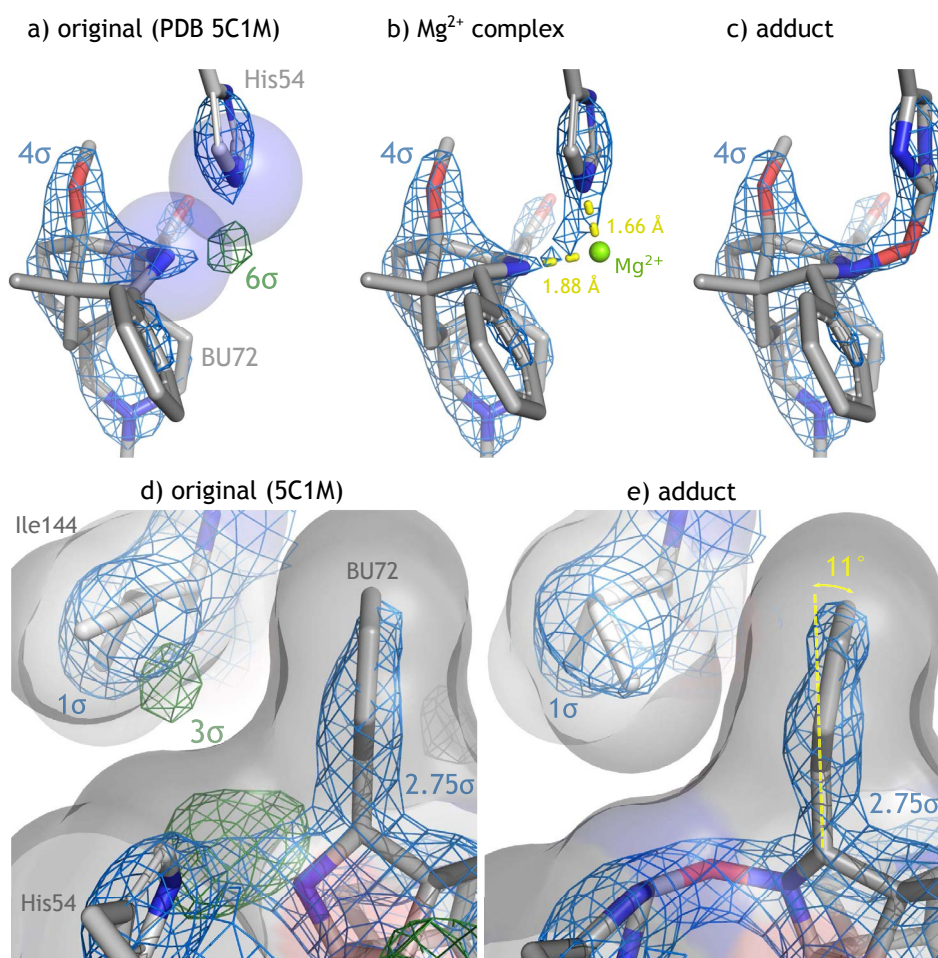 a) original (PDB 5C1M)
b) Mg²⁺ complex
c) adduct
His54
4σ
6σ
BU72
4σ
1.66 Å
Mg²⁺
1.88 Å
4σ
d) original (5C1M)
e) adduct
Ile144
BU72
1σ
3σ
2.75σ
His54
11°
1σ
2.75σ